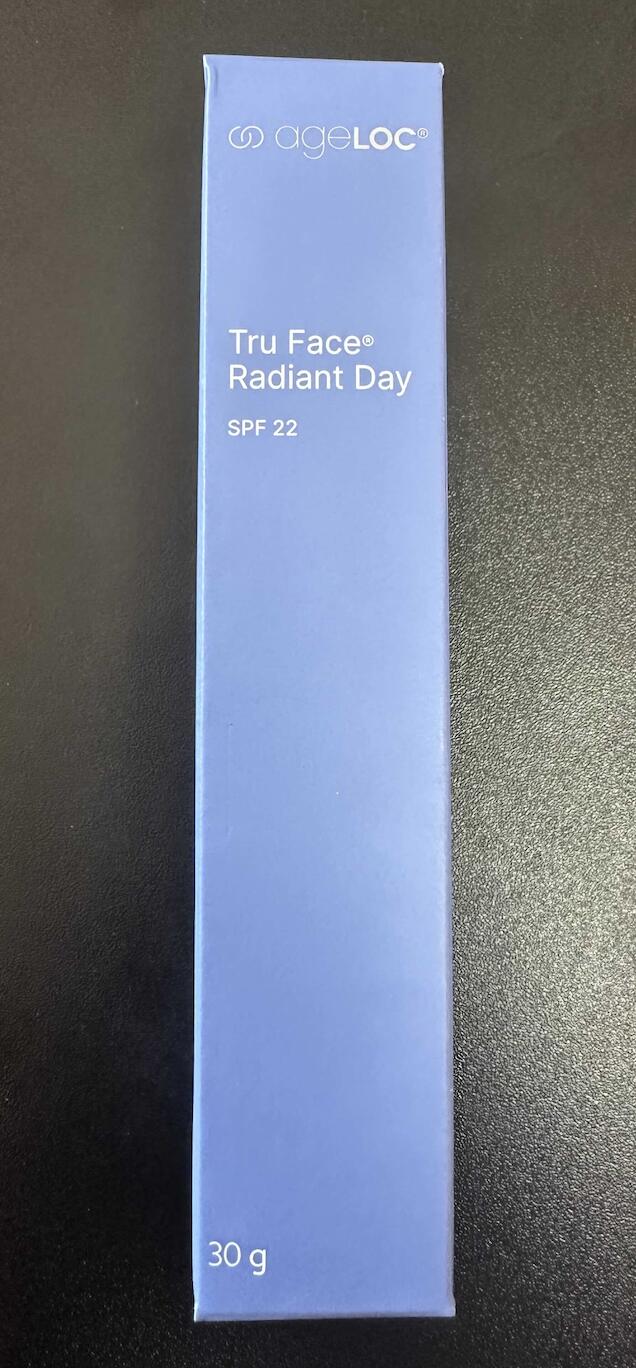 ageLOC®
Tru Face®
Radiant Day
SPF 22
30 g